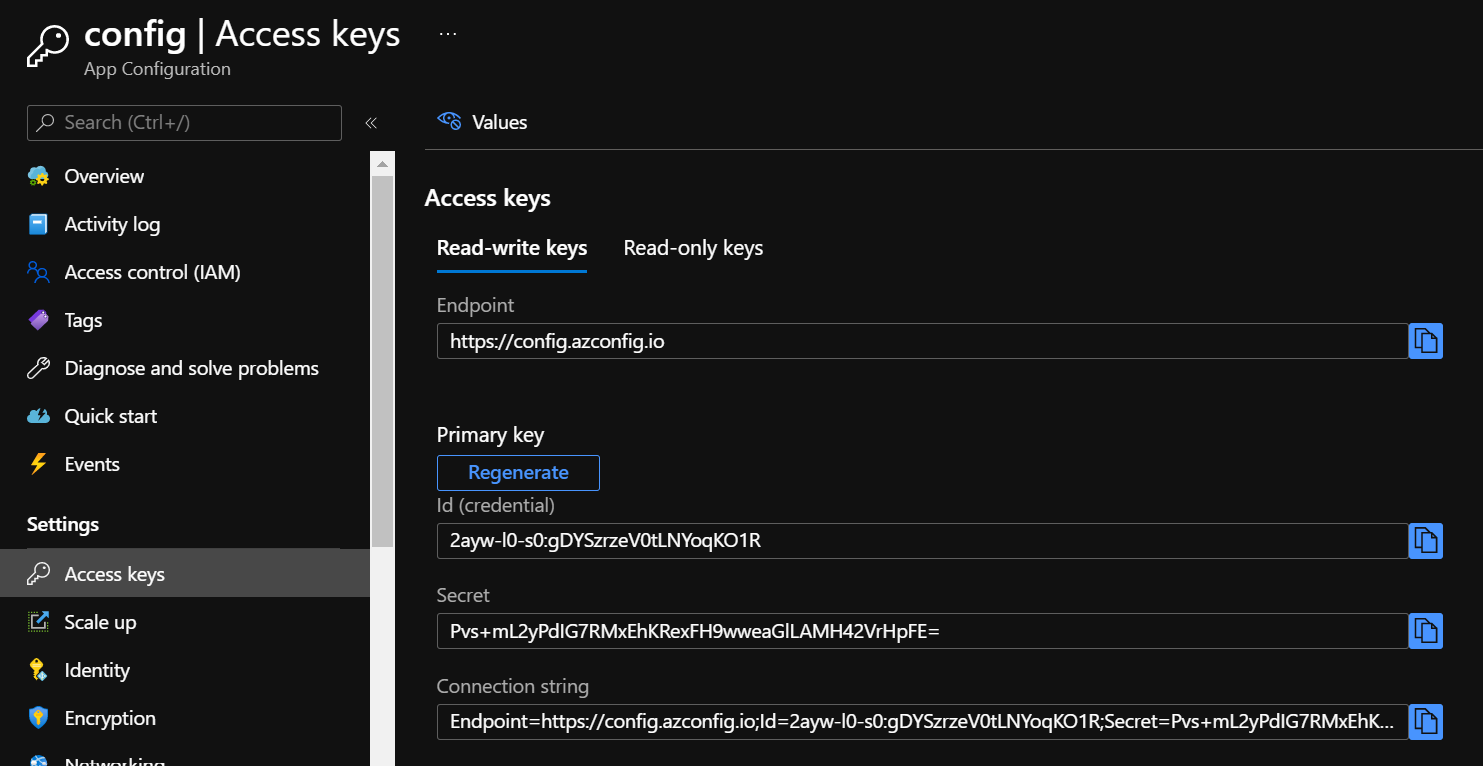 config | Access keys ...
App Configuration
Search (Ctrl+/)
«
Values
Overview
Activity log
Access control (IAM)
Tags
Diagnose and solve problems
Quick start
Events
Settings
Access keys
Scale up
Identity
Encryption
Networking
Access keys
Read-write keys Read-only keys
Endpoint
https://config.azconfig.io
Primary key
Regenerate
Id (credential)
2ayw-l0-s0:gDYSzrzeV0tLNYoqKO1R
Secret
Pvs+mL2yPdIG7RMxEhKRexFH9wweaGlLAMH42VrHpFE=
Connection string
Endpoint=https://config.azconfig.io;Id=2ayw-l0-s0:gDYSzrzeV0tLNYoqKO1R;Secret=Pvs+mL2yPdIG7RMxEhK...